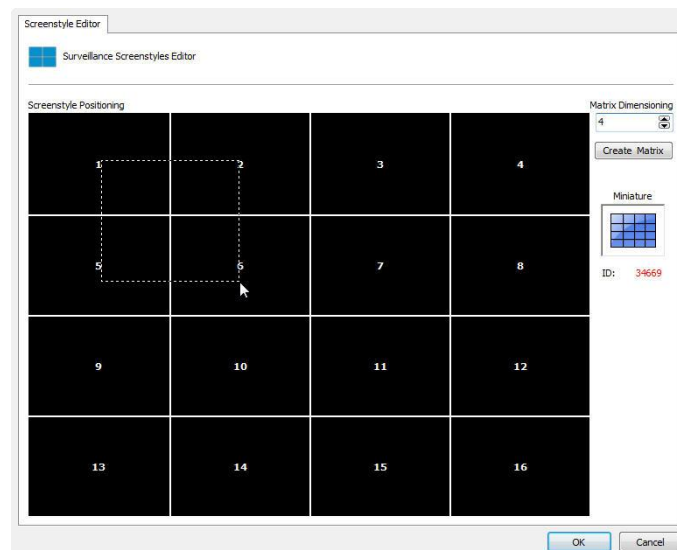 Screenstyle Editor
Surveillance Screenstyles Editor
Screenstyle Positioning
Matrix Dimensioning
4
Create Matrix
Miniature
ID: 34669
1 2 3 4
5 6 7 8
9 10 11 12
13 14 15 16
OK Cancel